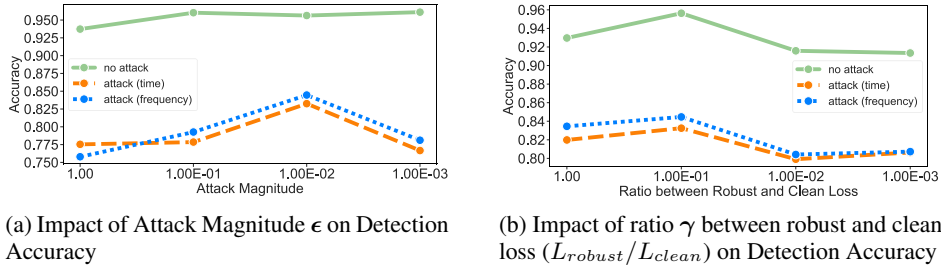 0.950
0.925
0.900
0.875
0.850
0.825
0.800
0.775
0.750
Accuracy
no attack
attack (time)
attack (frequency)
1.00
1.00E-01
1.00E-02
1.00E-03
Attack Magnitude
(a) Impact of Attack Magnitude ϵ on Detection
Accuracy
0.96
0.94
0.92
0.90
0.88
0.86
0.84
0.82
0.80
Accuracy
no attack
attack (time)
attack (frequency)
1.00
1.00E-01
1.00E-02
1.00E-03
Ratio between Robust and Clean Loss
(b) Impact of ratio γ between robust and clean
loss (L_robust/L_clean) on Detection Accuracy